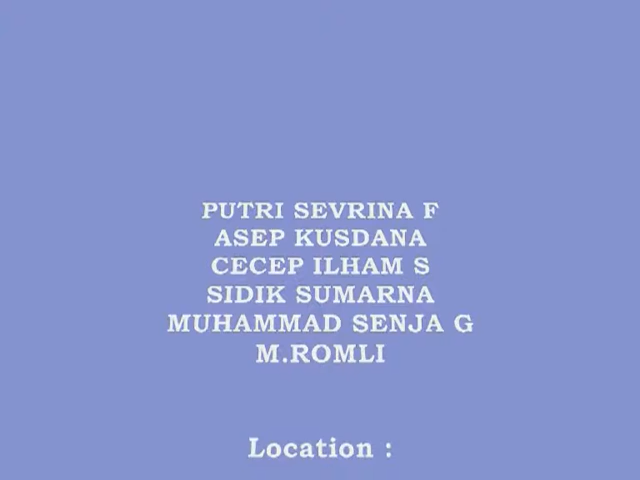 PUTRI SEVRINA F
ASEP KUSDANA
CECEP ILHAM S
SIDIK SUMARNA
MUHAMMAD SENJA G
M.ROMLI
Location :